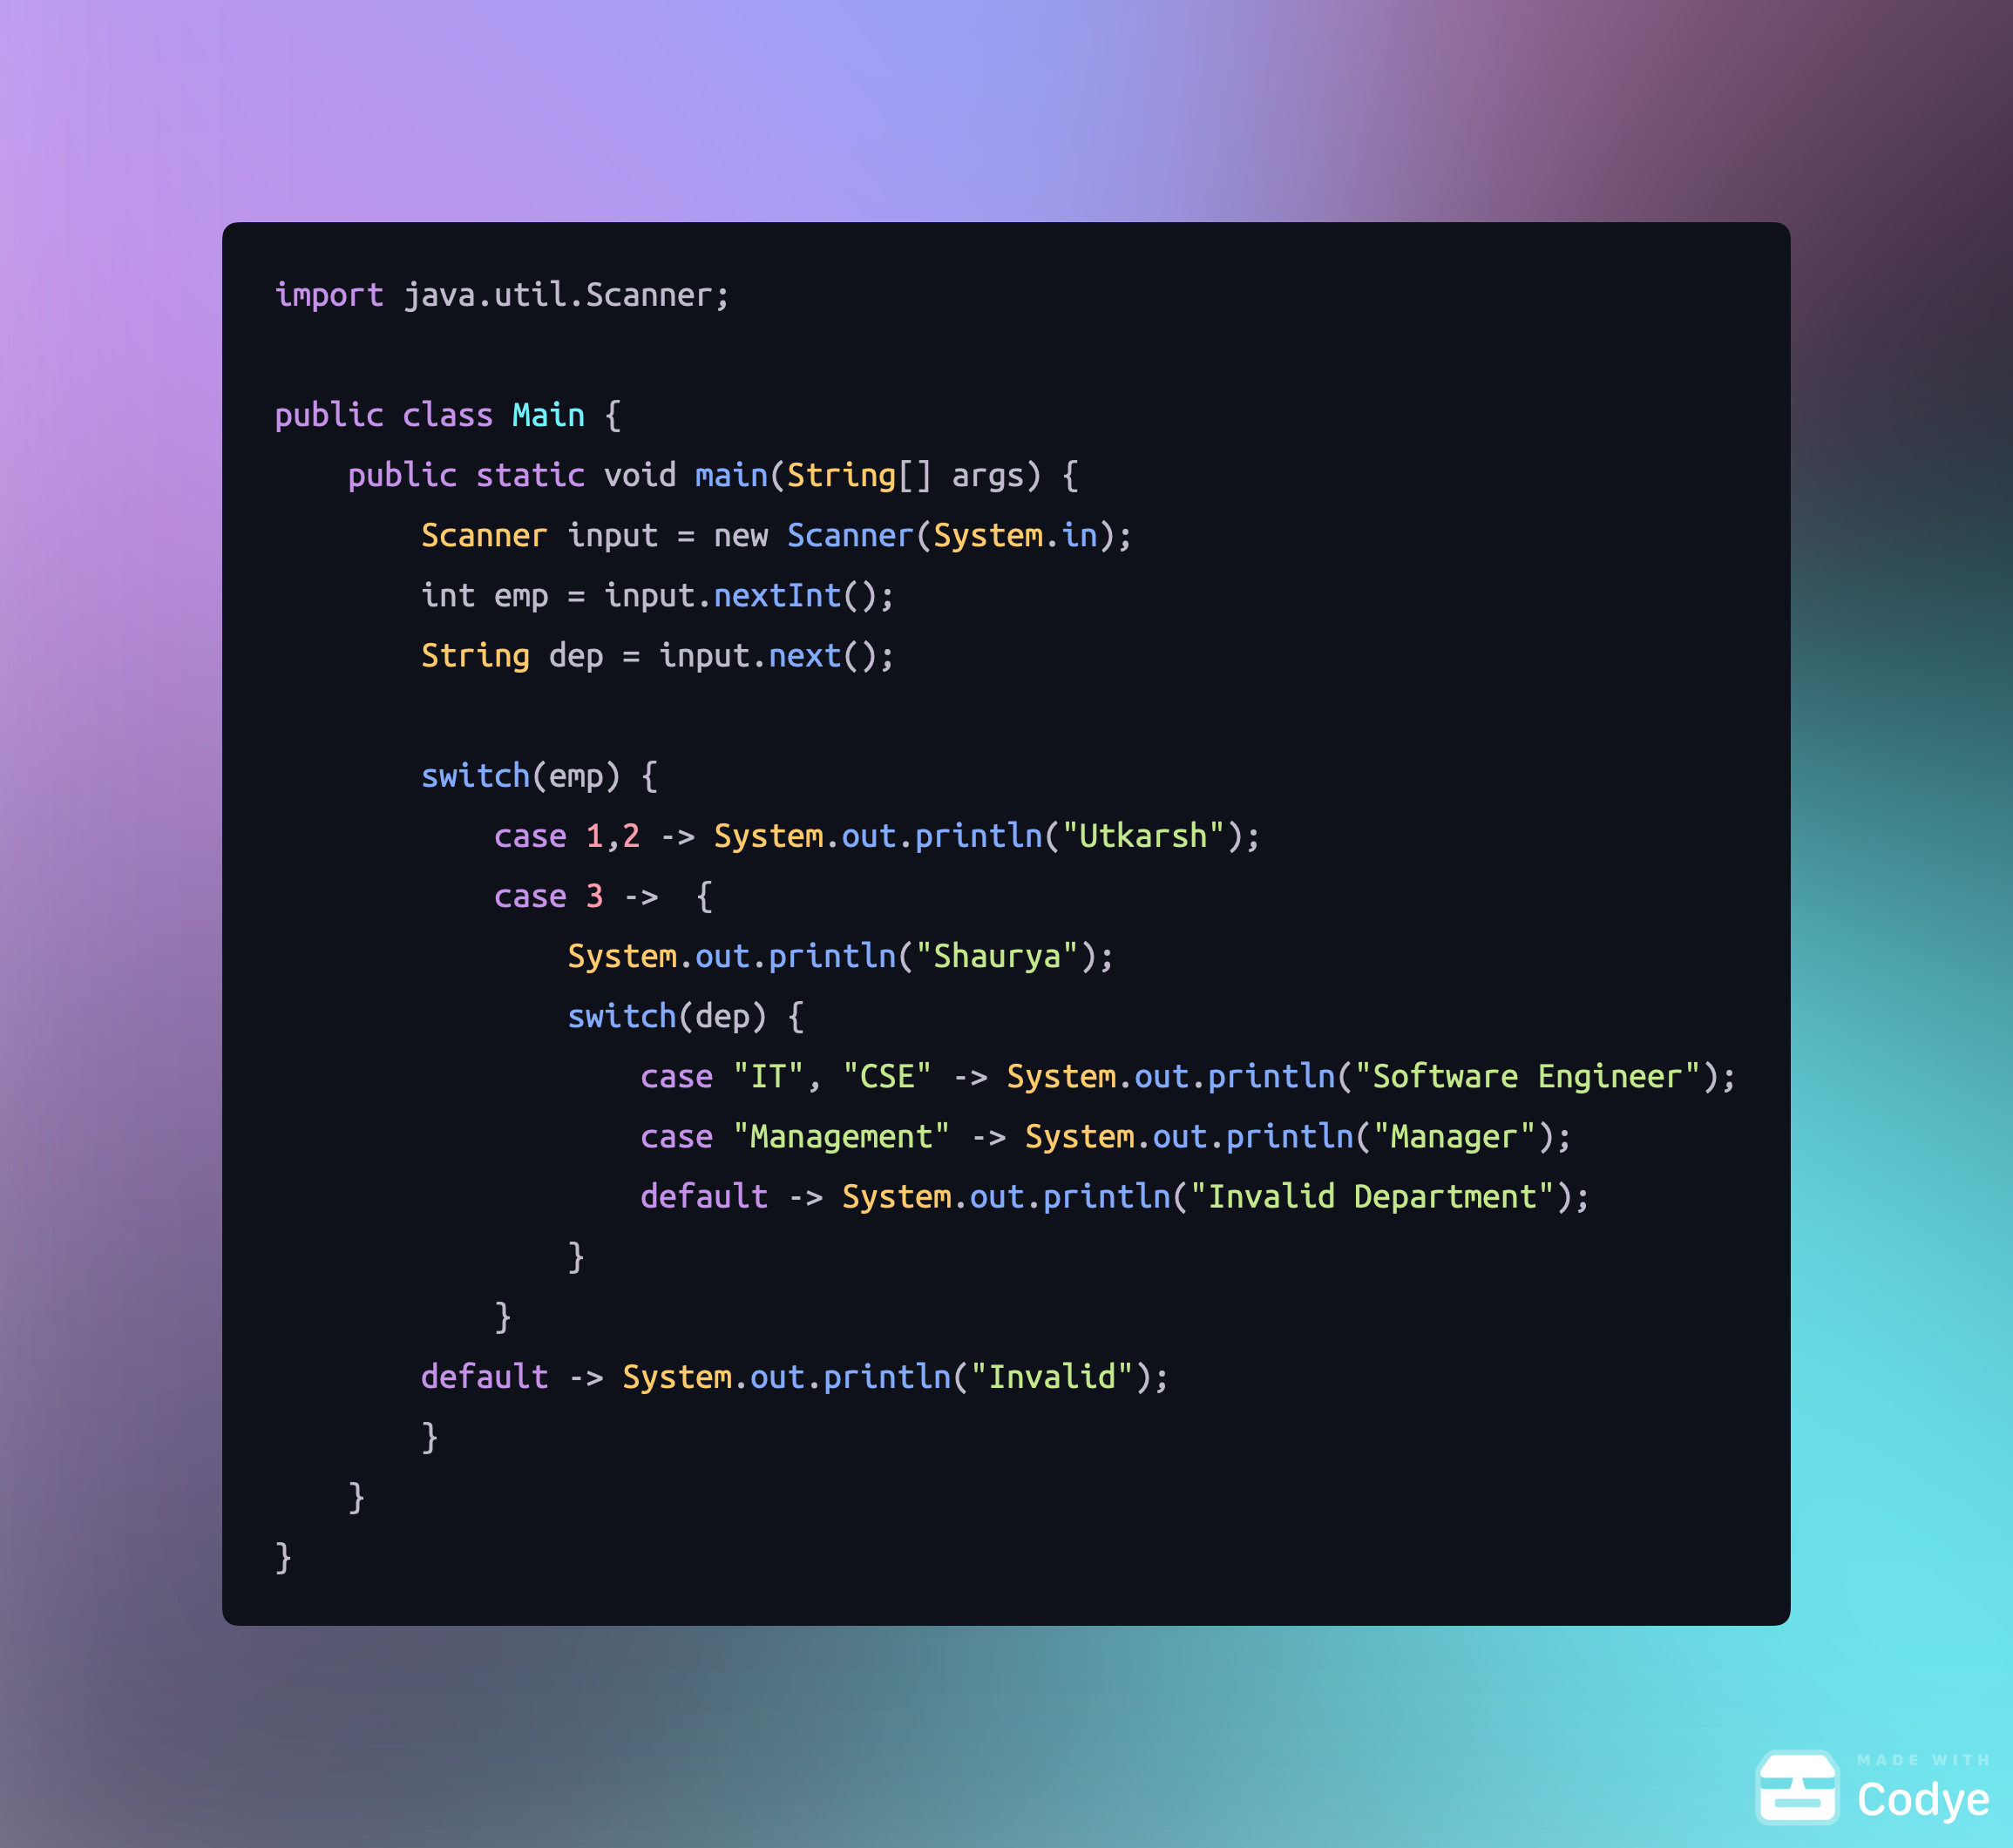 import java.util.Scanner;
public class Main {
    public static void main(String[] args) {
        Scanner input = new Scanner(System.in);
        int emp = input.nextInt();
        String dep = input.next();
        switch(emp) {
            case 1,2 -> System.out.println("Utkarsh");
            case 3 ->  {
                System.out.println("Shaurya");
                switch(dep) {
                    case "IT", "CSE" -> System.out.println("Software Engineer");
                    case "Management" -> System.out.println("Manager");
                    default -> System.out.println("Invalid Department");
                }
            }
        default -> System.out.println("Invalid");
        }
    }
}
MADE WITH
Codye